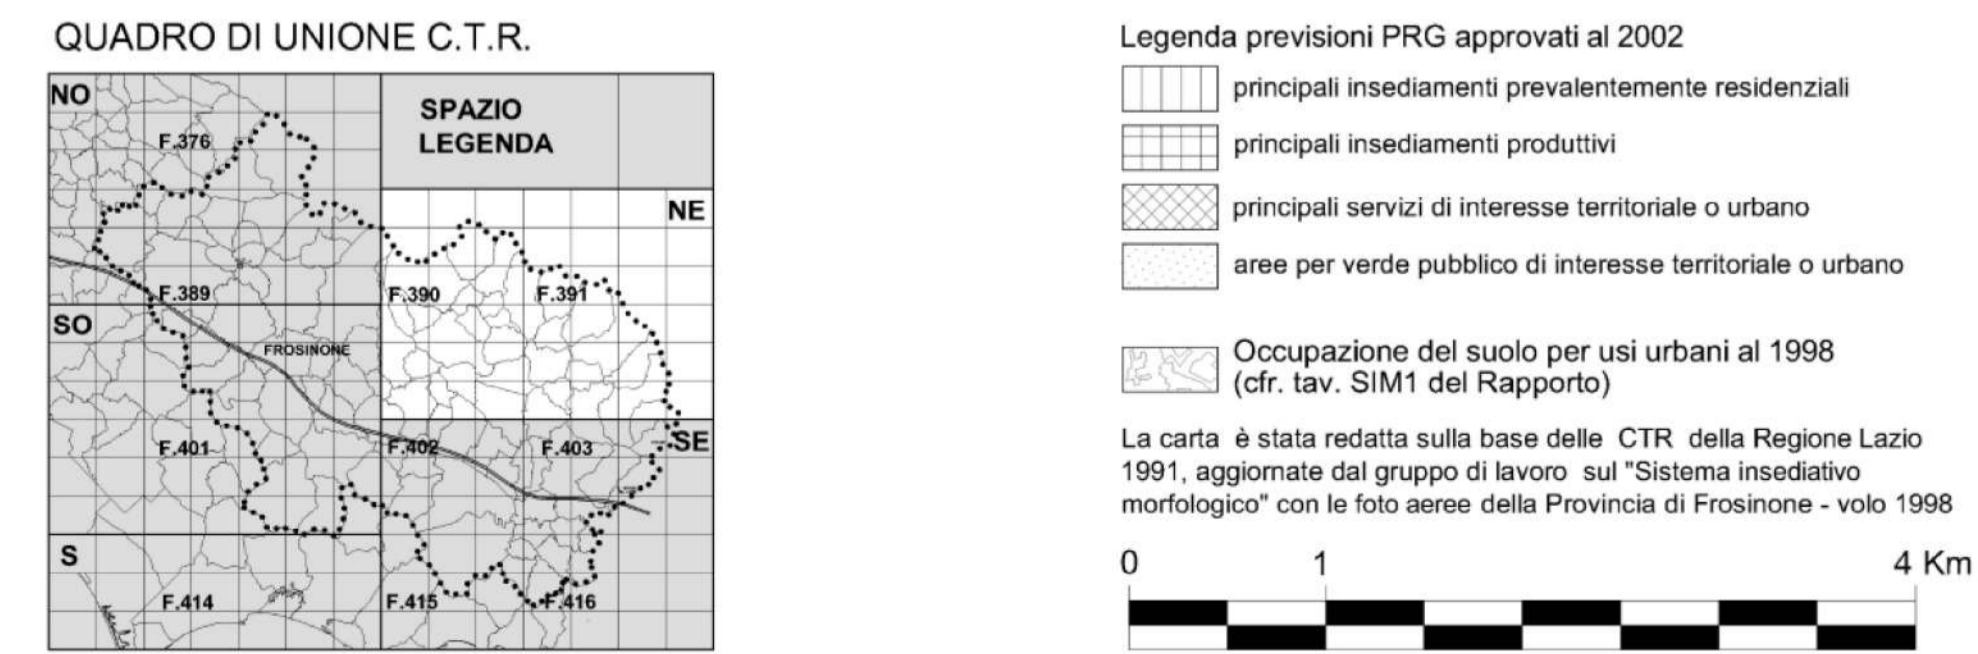 QUADRO DI UNIONE C.T.R.
NO
SPAZIO
LEGENDA
F.376
NE
F.389
F.390
F.391
SO
FROSINONE
F.401
F.402
F.403
SE
S
F.414
F.415
F.416
Legenda previsioni PRG approvati al 2002
principali insediamenti prevalentemente residenziali
principali insediamenti produttivi
principali servizi di interesse territoriale o urbano
aree per verde pubblico di interesse territoriale o urbano
Occupazione del suolo per usi urbani al 1998
(cfr. tav. SIM1 del Rapporto)
La carta è stata redatta sulla base delle CTR della Regione Lazio
1991, aggiornate dal gruppo di lavoro sul "Sistema insediativo
morfologico" con le foto aeree della Provincia di Frosinone - volo 1998
0 1 4 Km